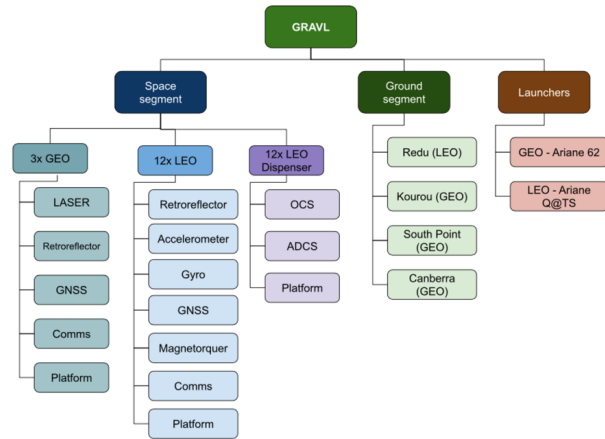 GRAVL
Space
segment
Ground
segment
Launchers
3x GEO
12x LEO
12x LEO
Dispenser
LASER
Retroreflector
GNSS
Comms
Platform
Retroreflector
Accelerometer
Gyro
GNSS
Magnetorquer
Comms
Platform
OCS
ADCS
Platform
Redu (LEO)
Kourou (GEO)
South Point
(GEO)
Canberra
(GEO)
GEO - Ariane 62
LEO - Ariane
Q@TS